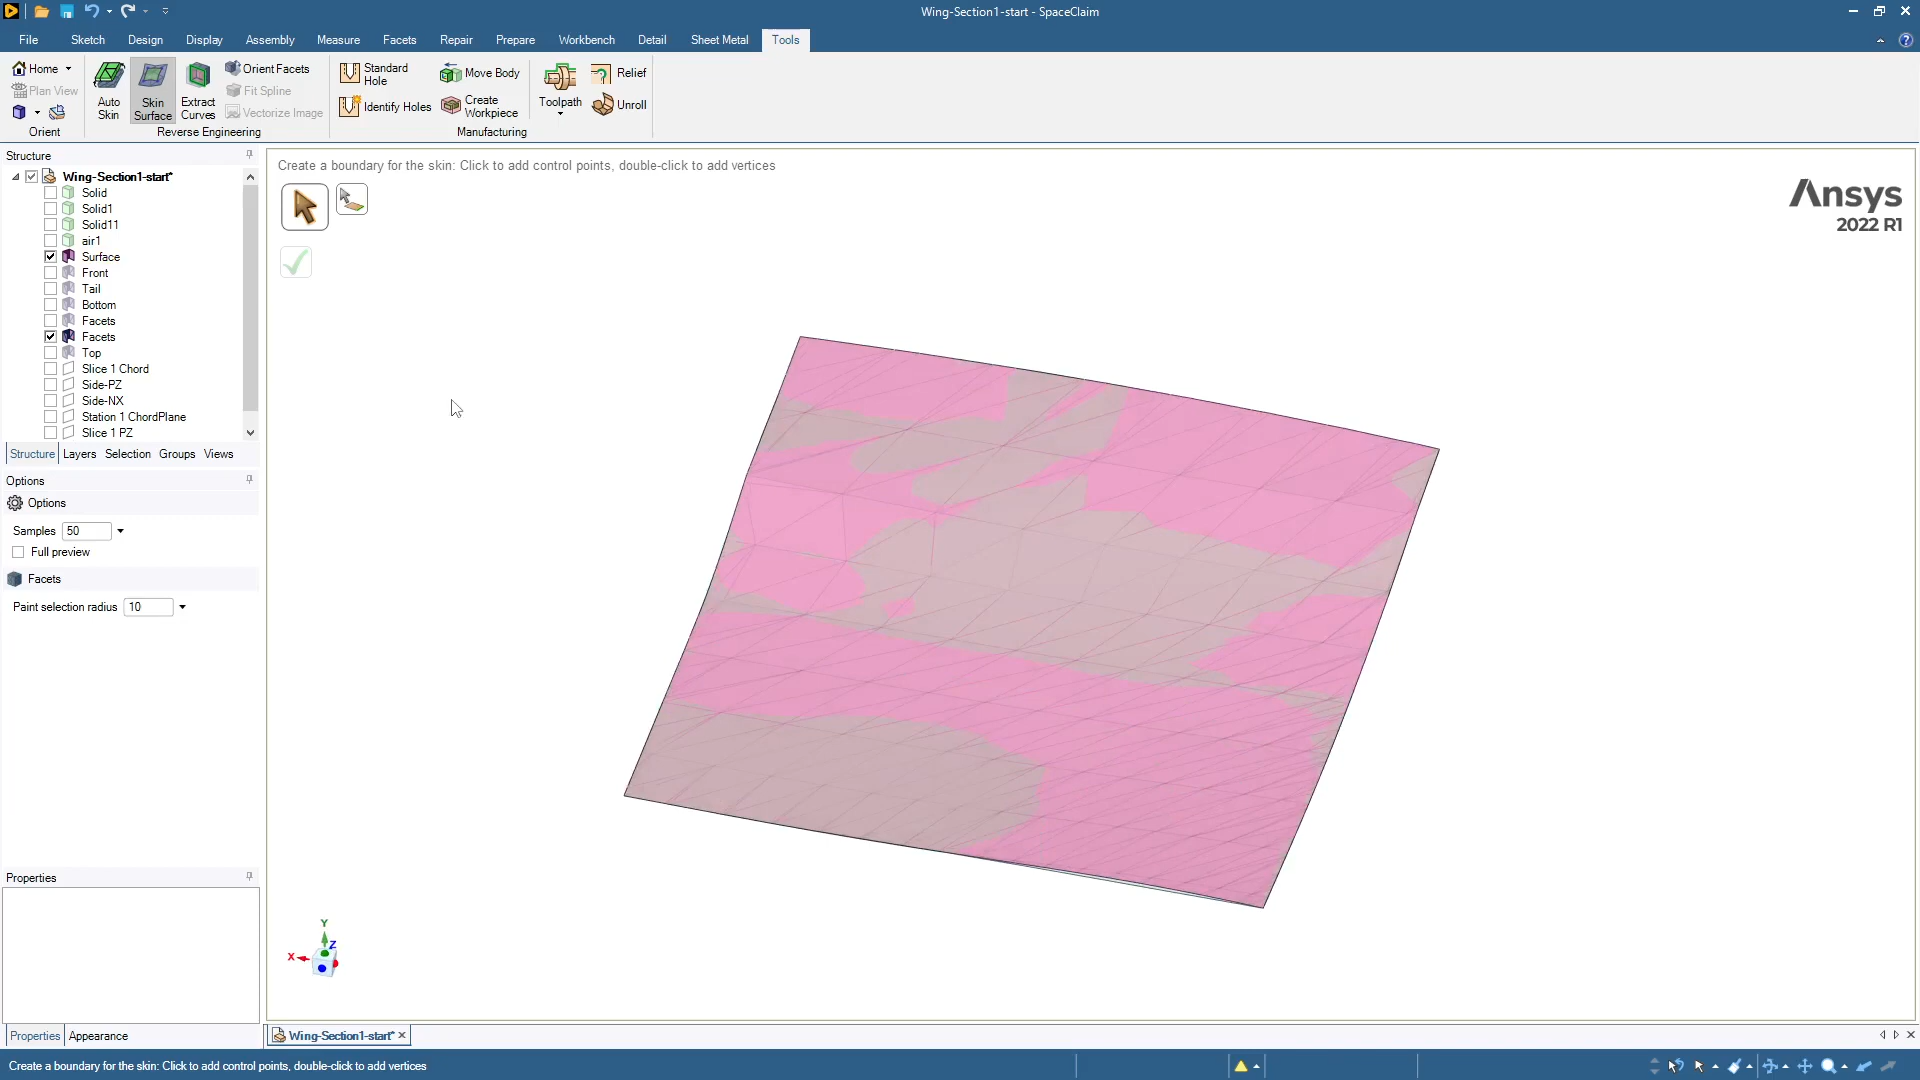 Wing-Section1-start - SpaceClaim
File Sketch Design Display Assembly Measure Facets Repair Prepare Workbench Detail Sheet Metal Tools
Home
Plan View
Orient
Auto Skin
Skin Surface
Extract Curves
Orient Facets
Fit Spline
Vectorize Image
Reverse Engineering
Standard Hole
Identify Holes
Move Body
Create Workpiece
Toolpath
Relief
Unroll
Manufacturing
Structure
Wing-Section1-start*
Solid
Solid1
Solid11
air1
Surface
Front
Tail
Bottom
Facets
Facets
Top
Slice 1 Chord
Side-PZ
Side-NX
Station 1 ChordPlane
Slice 1 PZ
Structure Layers Selection Groups Views
Options
Options
Samples 50
Full preview
Facets
Paint selection radius 10
Properties
Properties Appearance
Create a boundary for the skin: Click to add control points, double-click to add vertices
Ansys
2022 R1
Y
Z
X
Wing-Section1-start*
Create a boundary for the skin: Click to add control points, double-click to add vertices